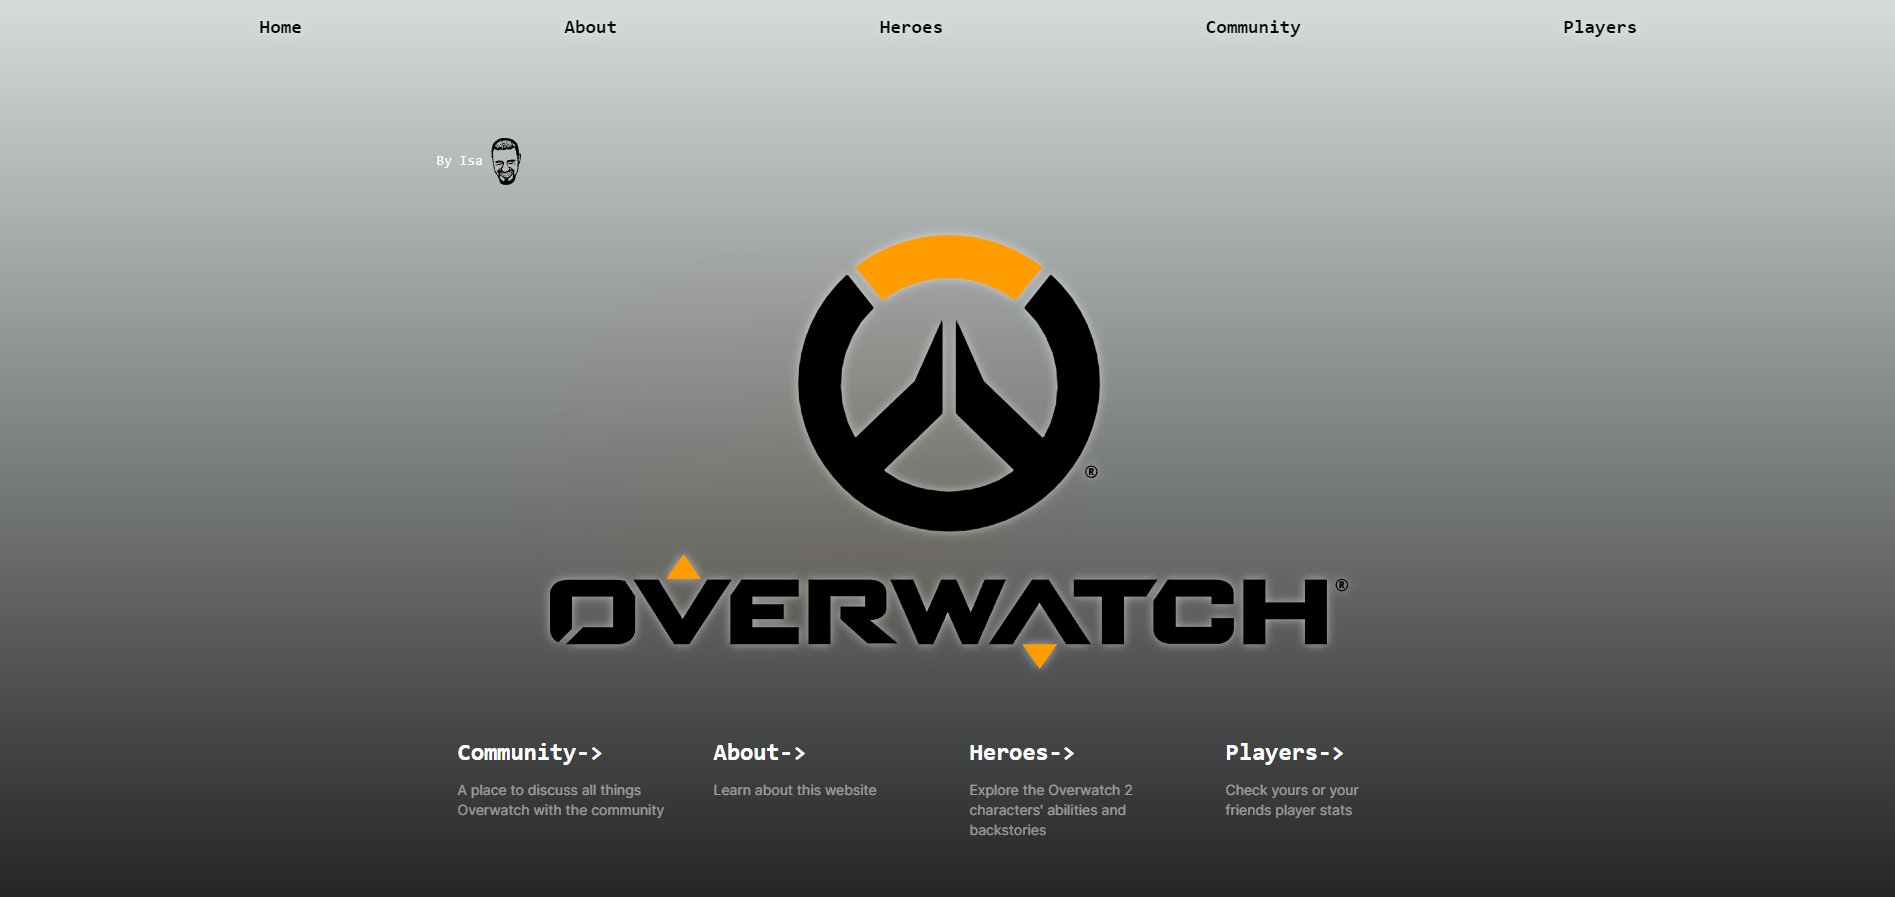 Home About Heroes Community Players
By Isa
®
OVERWATCH®
Community->
A place to discuss all things
Overwatch with the community
About->
Learn about this website
Heroes->
Explore the Overwatch 2
characters' abilities and
backstories
Players->
Check yours or your
friends player stats